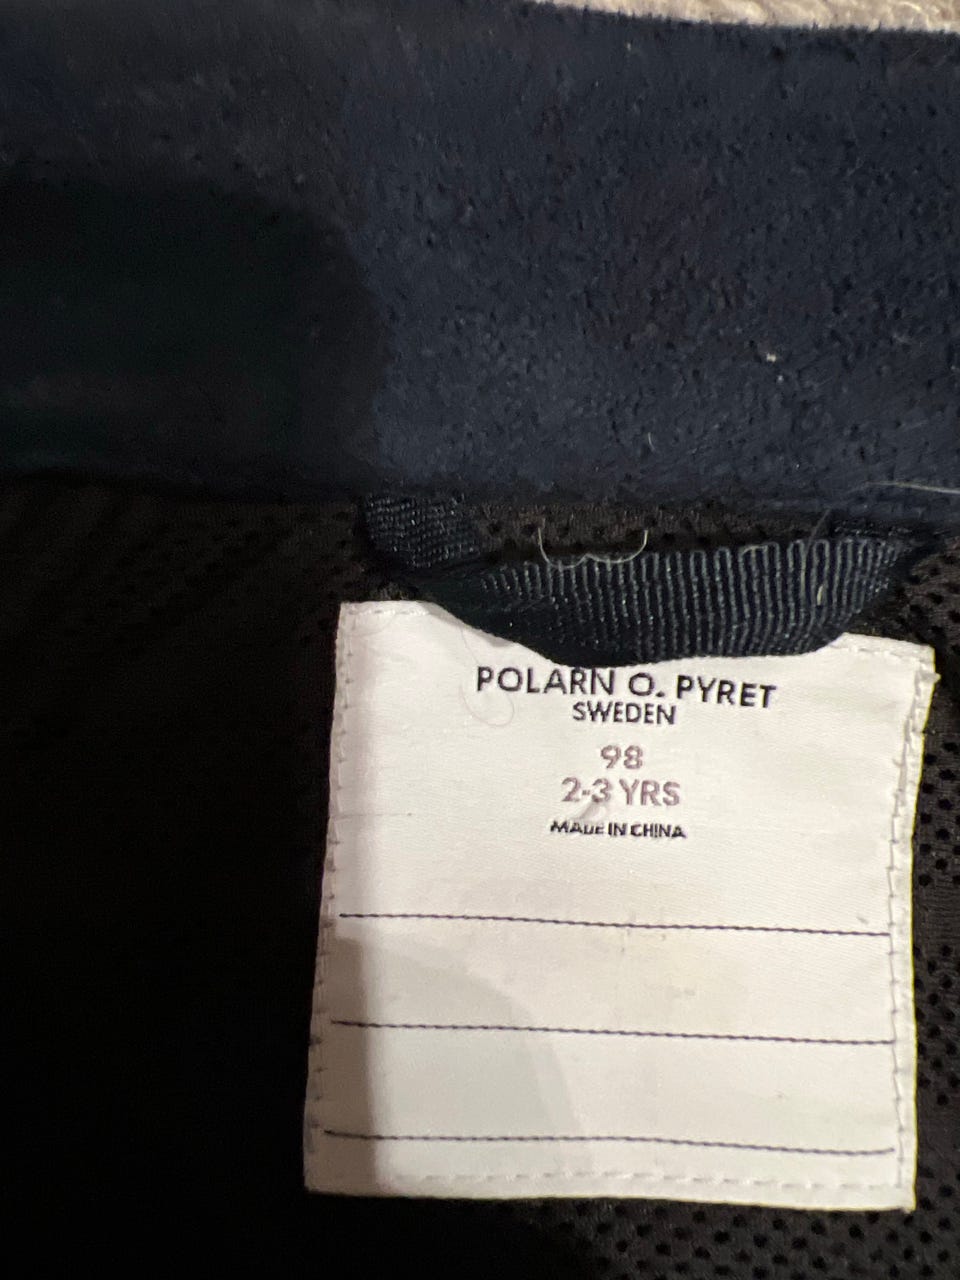 POLARN O. PYRET
SWEDEN
98
2-3 YRS
MADE IN CHINA